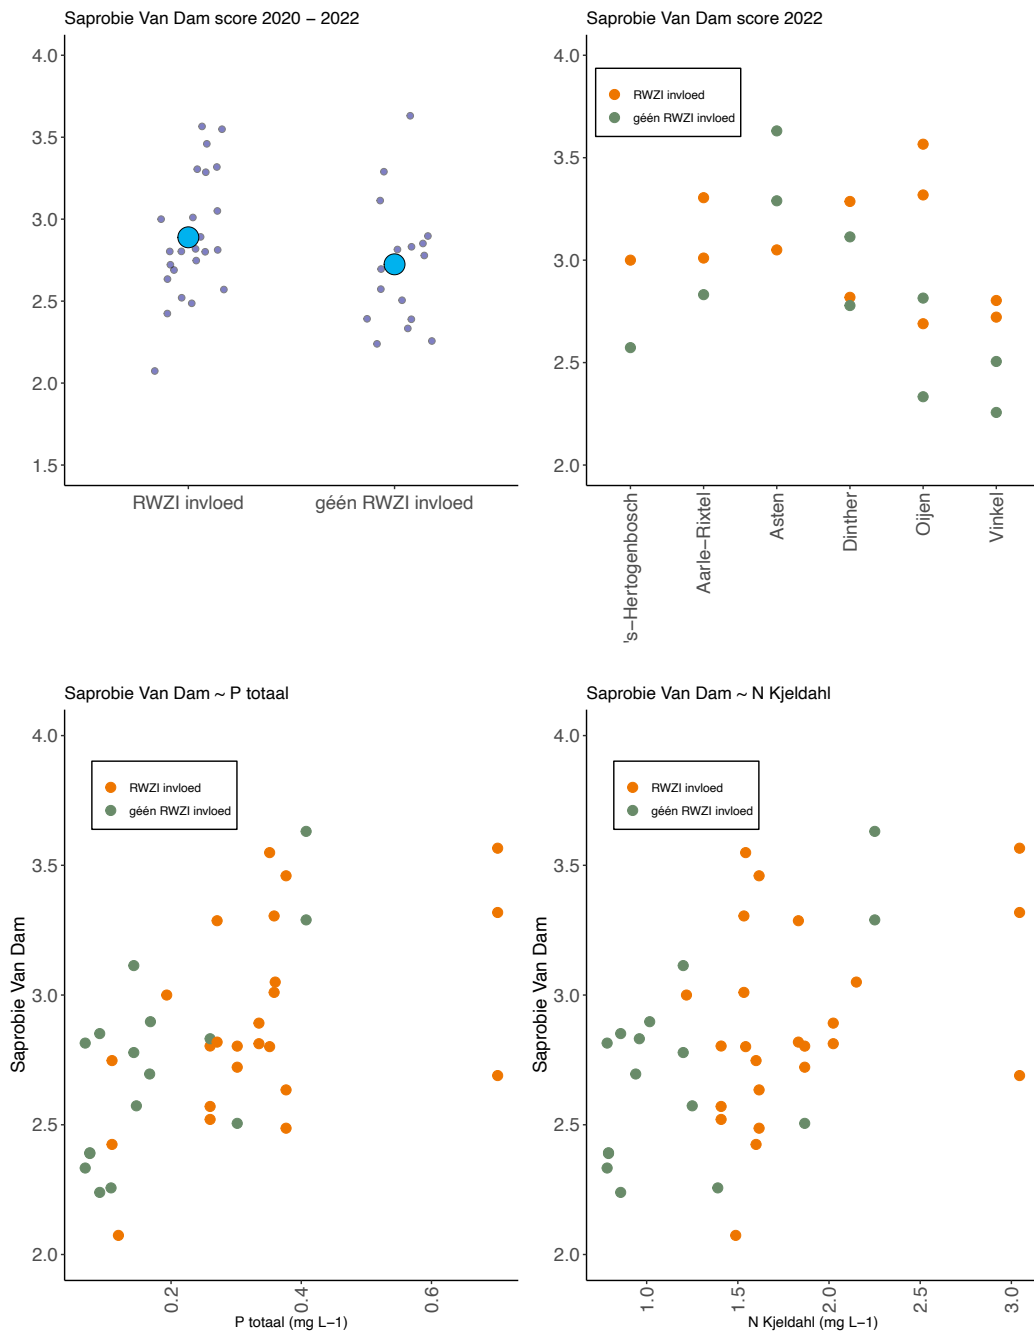 Saprobie Van Dam score 2020 − 2022
4.0
3.5
3.0
2.5
2.0
1.5
RWZI invloed
géén RWZI invloed
Saprobie Van Dam score 2022
4.0
3.5
3.0
2.5
2.0
RWZI invloed
géén RWZI invloed
's−Hertogenbosch
Aarle−Rixtel
Asten
Dinther
Oijen
Vinkel
Saprobie Van Dam ~ P totaal
Saprobie Van Dam
4.0
3.5
3.0
2.5
2.0
RWZI invloed
géén RWZI invloed
0.2
0.4
0.6
P totaal (mg L−1)
Saprobie Van Dam ~ N Kjeldahl
Saprobie Van Dam
4.0
3.5
3.0
2.5
2.0
RWZI invloed
géén RWZI invloed
1.0
1.5
2.0
2.5
3.0
N Kjeldahl (mg L−1)